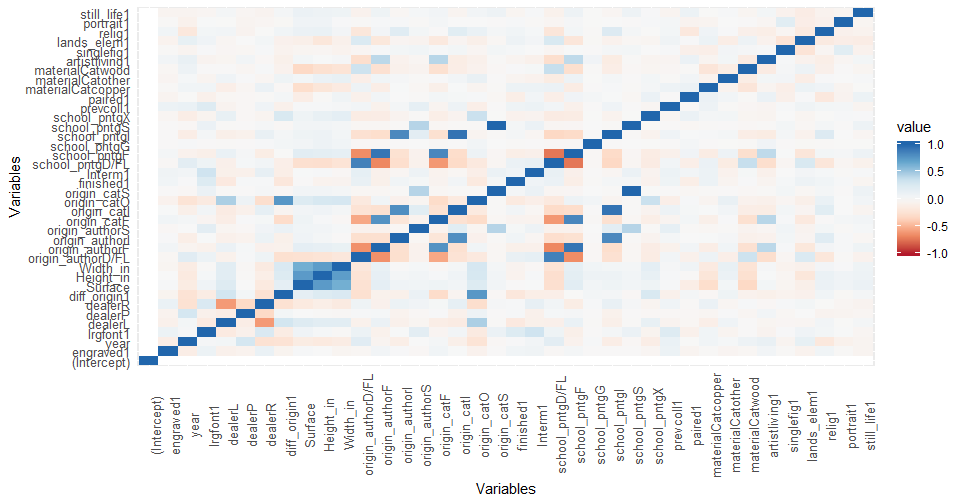 still_life1
portrait1
relig1
lands_elem1
singlefig1
artistliving1
materialCatwood
materialCatother
materialCatcopper
paired1
prevcoll1
school_pntgX
school_pntgS
school_pntgI
school_pntgG
school_pntgF
school_pntgD/FL
Interm1
finished1
origin_catS
origin_catO
origin_catI
origin_catF
origin_authorS
origin_authorI
origin_authorF
origin_authorD/FL
Width_in
Height_in
Surface
diff_origin1
dealerR
dealerP
dealerL
lrgfont1
year
engraved1
(Intercept)
Variables
value
1.0
0.5
0.0
-0.5
-1.0
(Intercept)
engraved1
year
lrgfont1
dealerL
dealerP
dealerR
diff_origin1
Surface
Height_in
Width_in
origin_authorD/FL
origin_authorF
origin_authorI
origin_authorS
origin_catF
origin_catI
origin_catO
origin_catS
finished1
Interm1
school_pntgD/FL
school_pntgF
school_pntgG
school_pntgI
school_pntgS
school_pntgX
prevcoll1
paired1
materialCatcopper
materialCatother
materialCatwood
artistliving1
singlefig1
lands_elem1
relig1
portrait1
still_life1
Variables